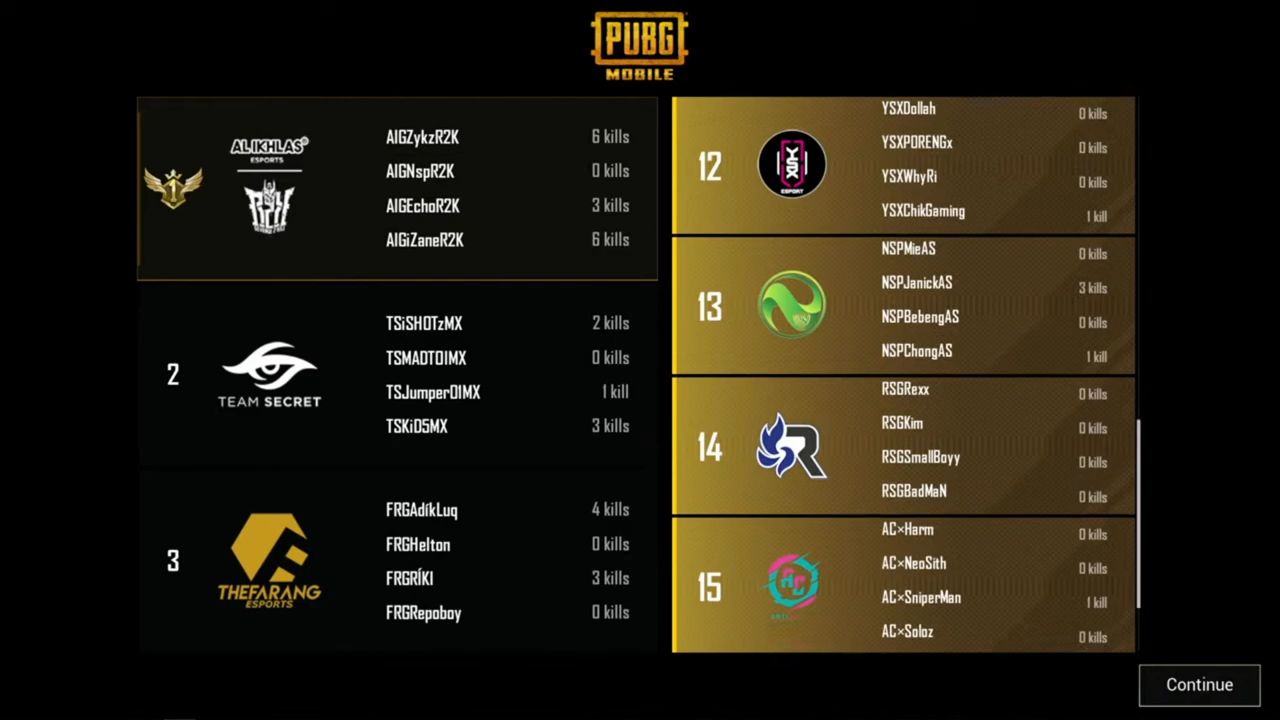 PUBG
MOBILE
ALIKHLAS
ESPORTS
R2K
1
AIGZykzR2K 6 kills
AIGNspR2K 0 kills
AIGEchoR2K 3 kills
AIGiZaneR2K 6 kills
2
TEAM SECRET
TSiSHOTzMX 2 kills
TSMADTOIMX 0 kills
TSJumperOIMX 1 kill
TSKiD5MX 3 kills
3
THEFARANG
ESPORTS
FRGAdíkLuq 4 kills
FRGHelton 0 kills
FRGRÍKI 3 kills
FRGRepoboy 0 kills
12
YSX
ESPORT
YSXDollah 0 kills
YSXPORENGx 0 kills
YSXWhyRi 0 kills
YSXChikGaming 1 kill
13
NSPMieAS 0 kills
NSPJanickAS 3 kills
NSPBebengAS 0 kills
NSPChongAS 1 kill
14
R
RSGRexx 0 kills
RSGKim 0 kills
RSGSmallBoyy 0 kills
RSGBadMaN 0 kills
15
AC
AC×Harm 0 kills
AC×NeoSith 0 kills
AC×SniperMan 1 kill
AC×Soloz 0 kills
Continue